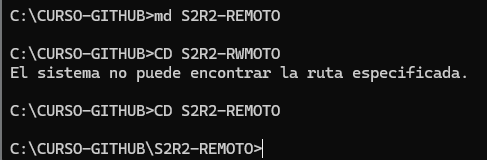 C:\CURSO-GITHUB>md S2R2-REMOTO
C:\CURSO-GITHUB>CD S2R2-RWMOTO
El sistema no puede encontrar la ruta especificada.
C:\CURSO-GITHUB>CD S2R2-REMOTO
C:\CURSO-GITHUB\S2R2-REMOTO>